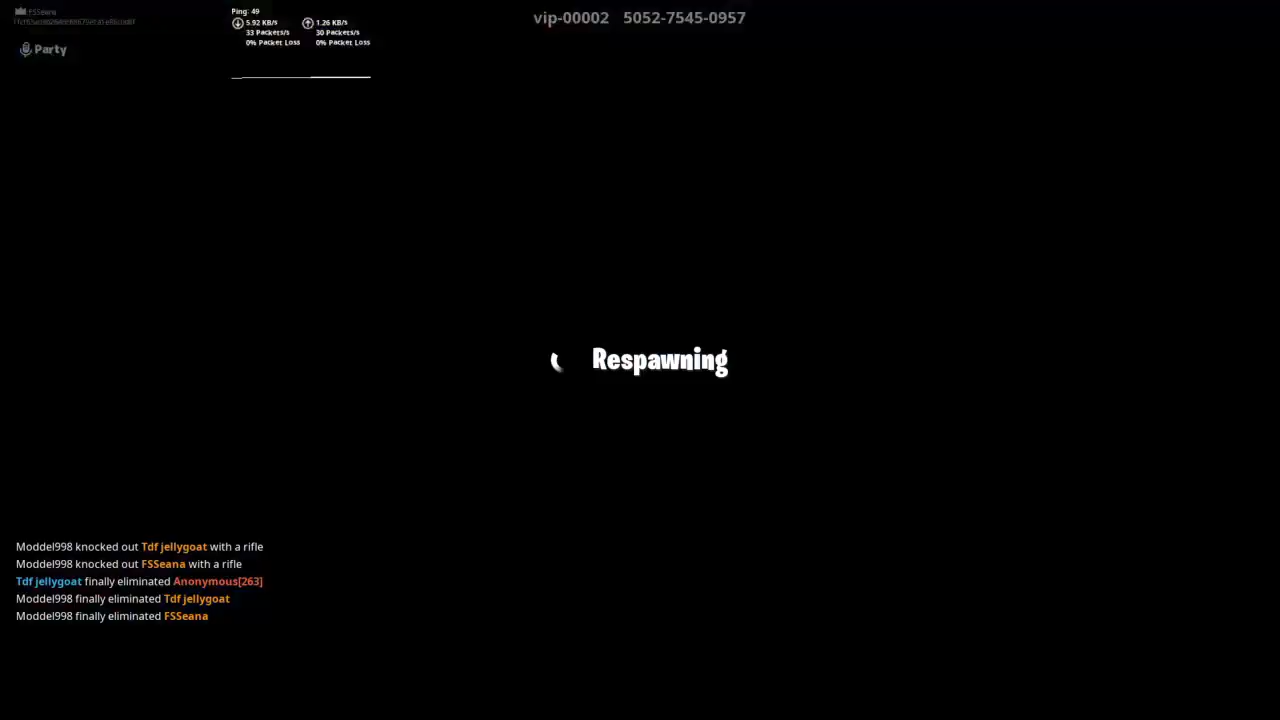 FSSeana
Ping: 49
5.92 KB/s
1.26 KB/s
33 Packets/s
30 Packets/s
0% Packet Loss
0% Packet Loss
vip-00002 5052-7545-0957
Party
Respawning
Moddel998 knocked out Tdf jellygoat with a rifle
Moddel998 knocked out FSSeana with a rifle
Tdf jellygoat finally eliminated Anonymous[263]
Moddel998 finally eliminated Tdf jellygoat
Moddel998 finally eliminated FSSeana